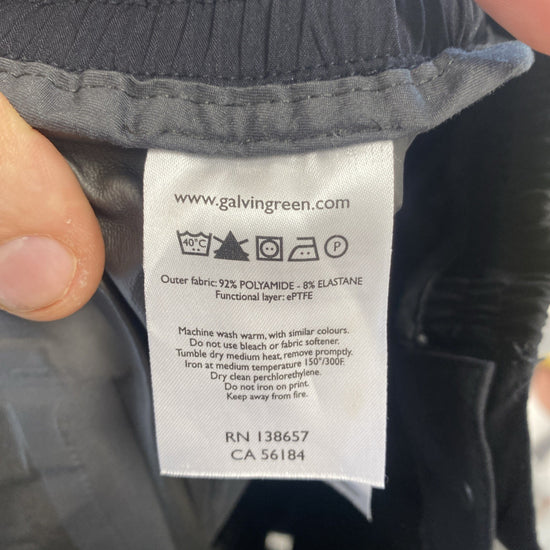 www.galvingreen.com
40°C P
Outer fabric: 92% POLYAMIDE - 8% ELASTANE
Functional layer: ePTFE
Machine wash warm, with similar colours.
Do not use bleach or fabric softener.
Tumble dry medium heat, remove promptly.
Iron at medium temperature 150°/300F.
Dry clean perchlorethylene.
Do not iron on print.
Keep away from fire.
RN 138657
CA 56184